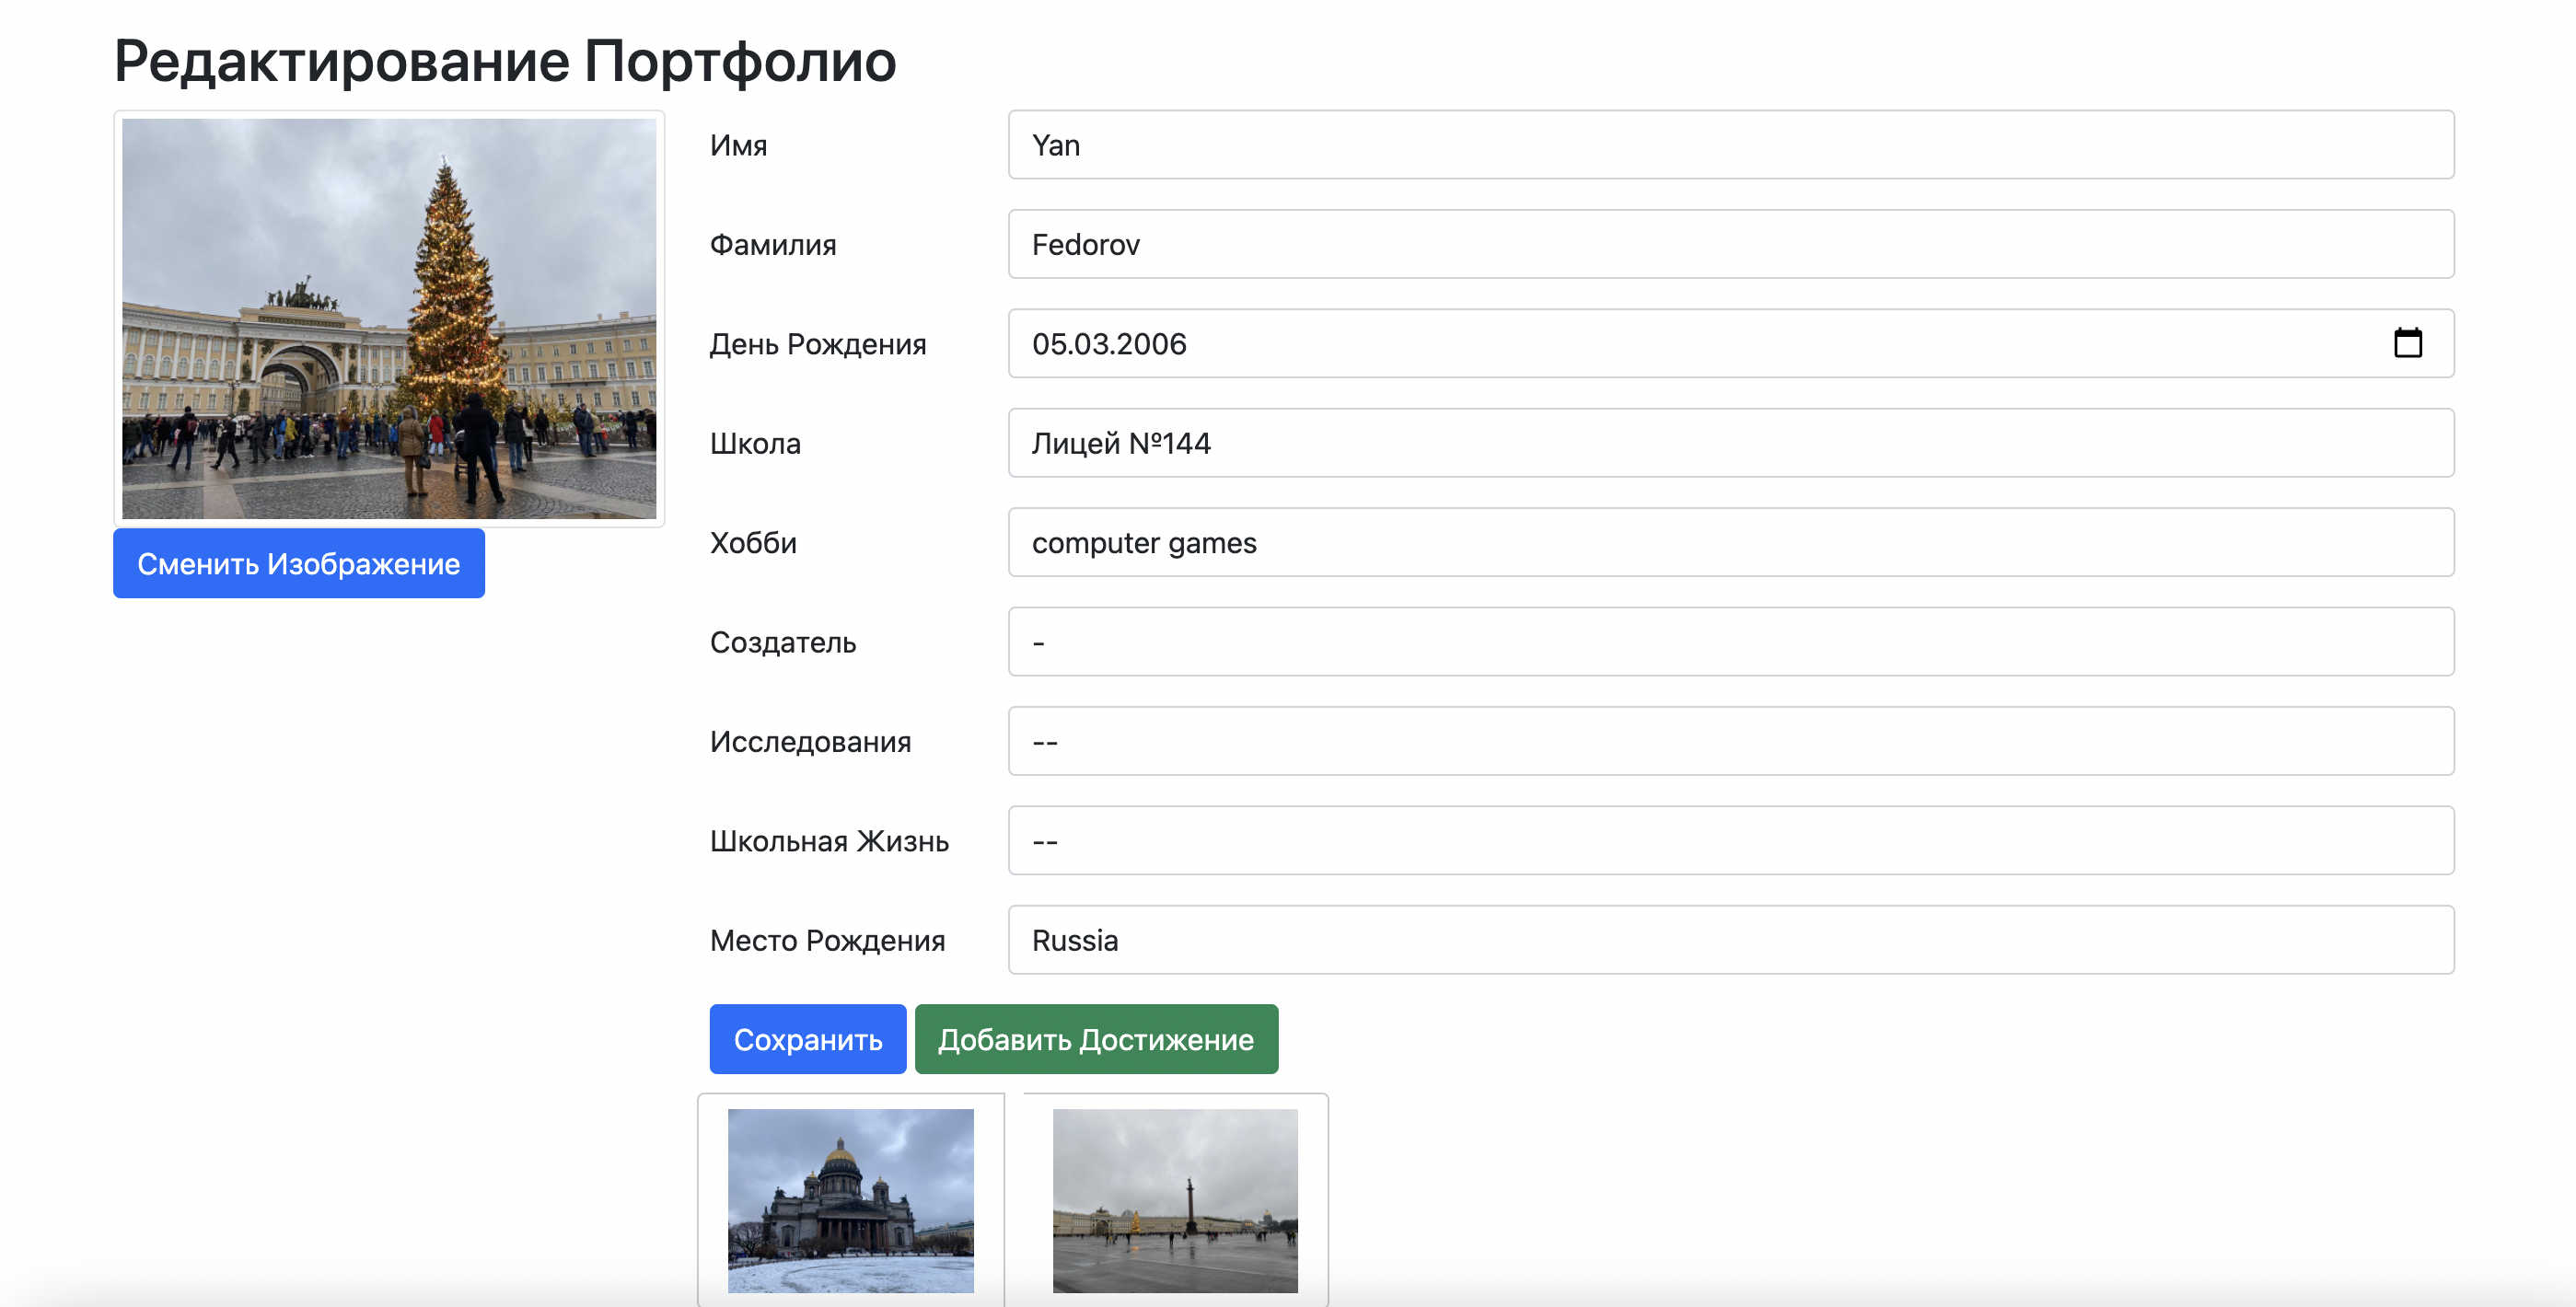 Редактирование Портфолио
Имя
Yan
Фамилия
Fedorov
День Рождения
05.03.2006
Школа
Лицей №144
Хобби
computer games
Создатель
-
Исследования
--
Школьная Жизнь
--
Место Рождения
Russia
Сменить Изображение
Сохранить
Добавить Достижение